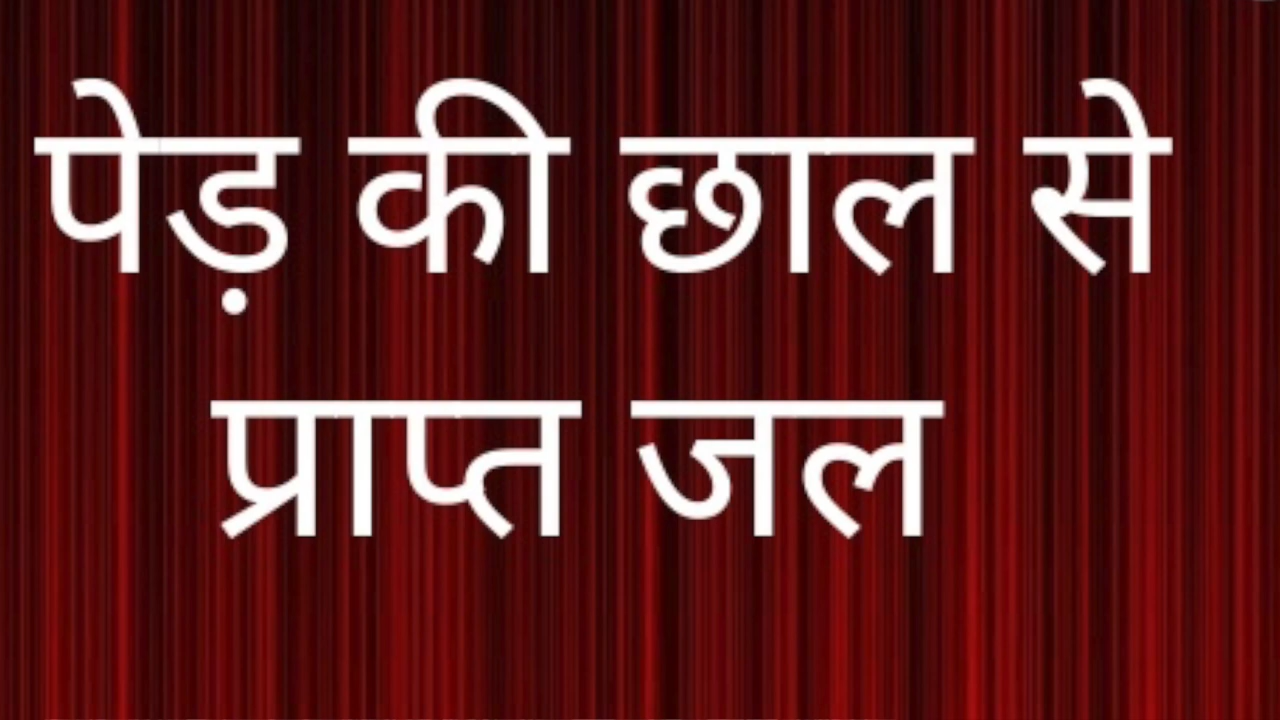 पेड़ की छाल से
प्राप्त जल